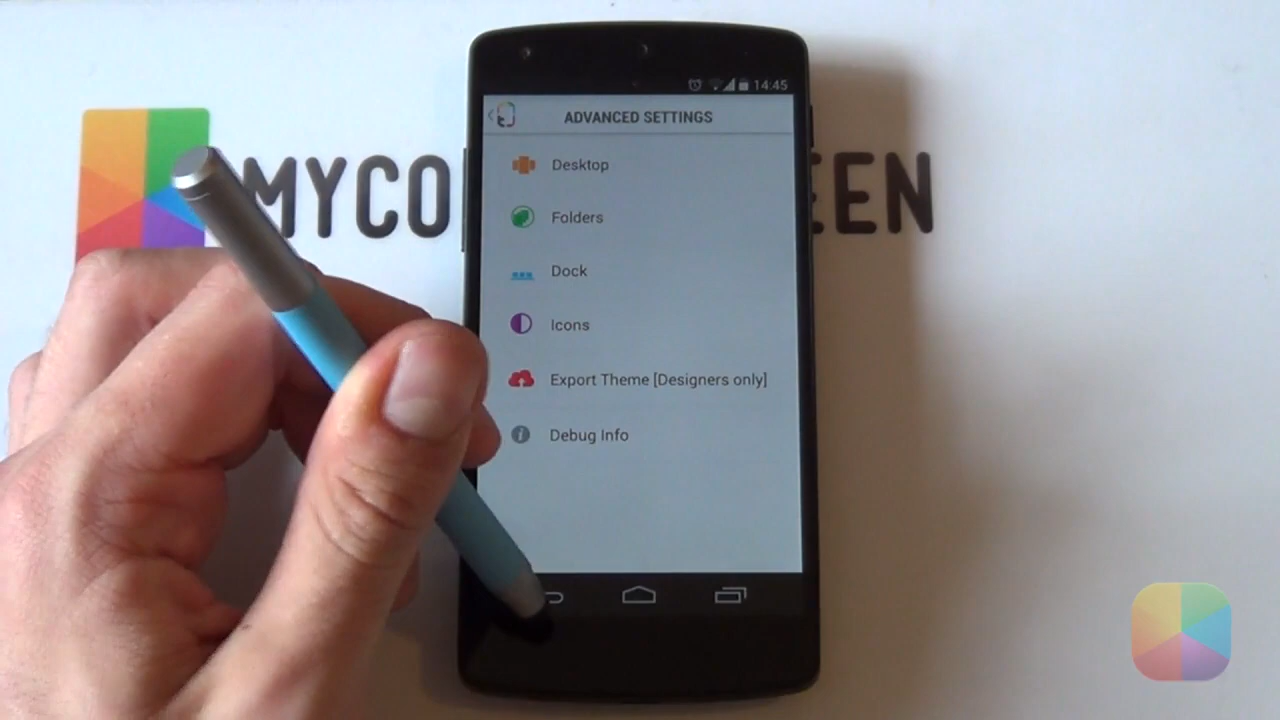 14:45
ADVANCED SETTINGS
Desktop
MYCO EEN
Folders
Dock
Icons
Export Theme [Designers only]
Debug Info